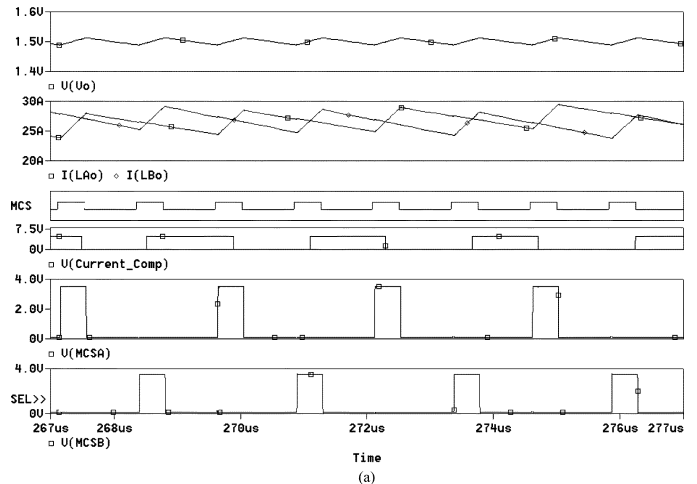 1.6V
1.5V
1.4V
V(Vo)
30A
25A
20A
I(LAo) I(LBo)
MCS
7.5V
0V
V(Current_Comp)
4.0V
2.0V
0V
V(MCSA)
4.0V
SEL>>
0V
267us 268us 270us 272us 274us 276us 277us
V(MCSB)
Time
(a)